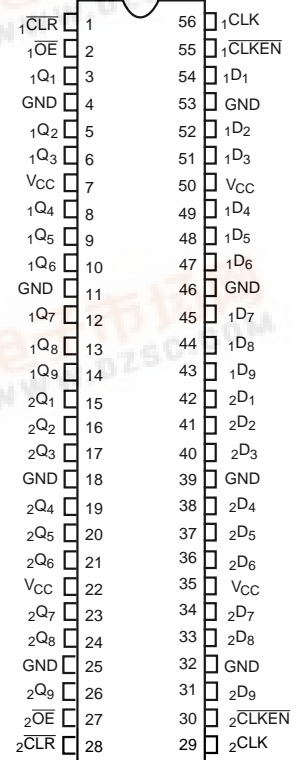 1CLR 1 56 1CLK
1OE 2 55 1CLKEN
1Q1 3 54 1D1
GND 4 53 GND
1Q2 5 52 1D2
1Q3 6 51 1D3
VCC 7 50 VCC
1Q4 8 49 1D4
1Q5 9 48 1D5
1Q6 10 47 1D6
GND 11 46 GND
1Q7 12 45 1D7
1Q8 13 44 1D8
1Q9 14 43 1D9
2Q1 15 42 2D1
2Q2 16 41 2D2
2Q3 17 40 2D3
GND 18 39 GND
2Q4 19 38 2D4
2Q5 20 37 2D5
2Q6 21 36 2D6
VCC 22 35 VCC
2Q7 23 34 2D7
2Q8 24 33 2D8
GND 25 32 GND
2Q9 26 31 2D9
2OE 27 30 2CLKEN
2CLR 28 29 2CLK